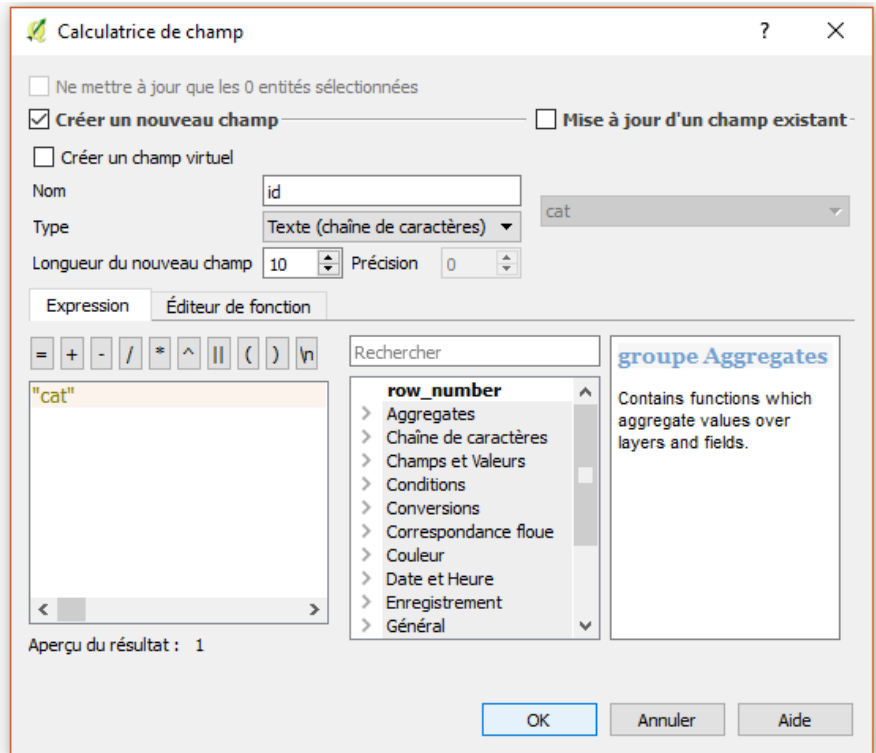 Calculatrice de champ ?
Ne mettre à jour que les 0 entités sélectionnées
Créer un nouveau champ
Mise à jour d'un champ existant
Créer un champ virtuel
Nom id
cat
Type Texte (chaîne de caractères)
Longueur du nouveau champ 10 Précision 0
Expression Éditeur de fonction
= + - / * ^ || ( ) \n
"cat"
Aperçu du résultat : 1
Rechercher
row_number
Aggregates
Chaîne de caractères
Champs et Valeurs
Conditions
Conversions
Correspondance floue
Couleur
Date et Heure
Enregistrement
Général
groupe Aggregates
Contains functions which
aggregate values over
layers and fields.
OK Annuler Aide